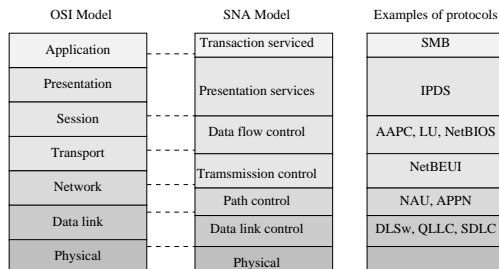 OSI Model
SNA Model
Examples of protocols
Application
Presentation
Session
Transport
Network
Data link
Physical
Transaction serviced
Presentation services
Data flow control
Tramsmission control
Path control
Data link control
Physical
SMB
IPDS
AAPC, LU, NetBIOS
NetBEUI
NAU, APPN
DLSw, QLLC, SDLC